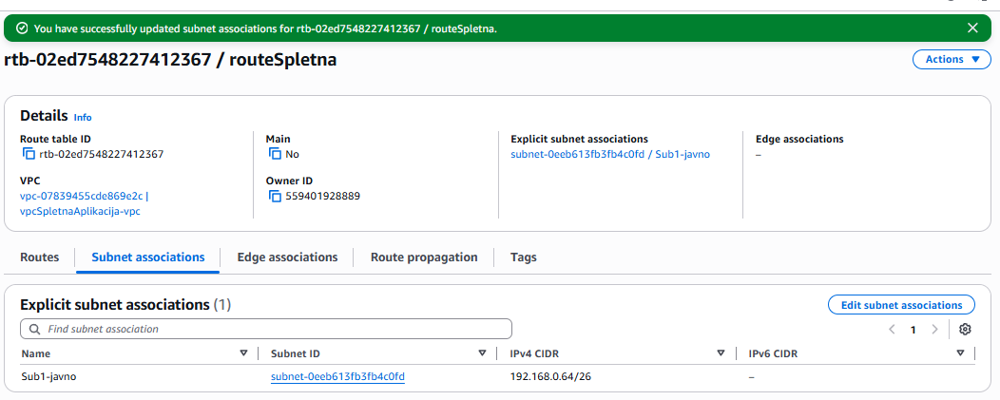 You have successfully updated subnet associations for rtb-02ed7548227412367 / routeSpletna.
rtb-02ed7548227412367 / routeSpletna
Actions
Details Info
Route table ID
rtb-02ed7548227412367
Main
No
Explicit subnet associations
subnet-0eeb613fb3fb4c0fd / Sub1-javno
Edge associations
–
VPC
vpc-07839455cde869e2c |
vpcSpletnaAplikacija-vpc
Owner ID
559401928889
Routes Subnet associations Edge associations Route propagation Tags
Explicit subnet associations (1)
Edit subnet associations
Find subnet association
1
Name Subnet ID IPv4 CIDR IPv6 CIDR
Sub1-javno subnet-0eeb613fb3fb4c0fd 192.168.0.64/26 –